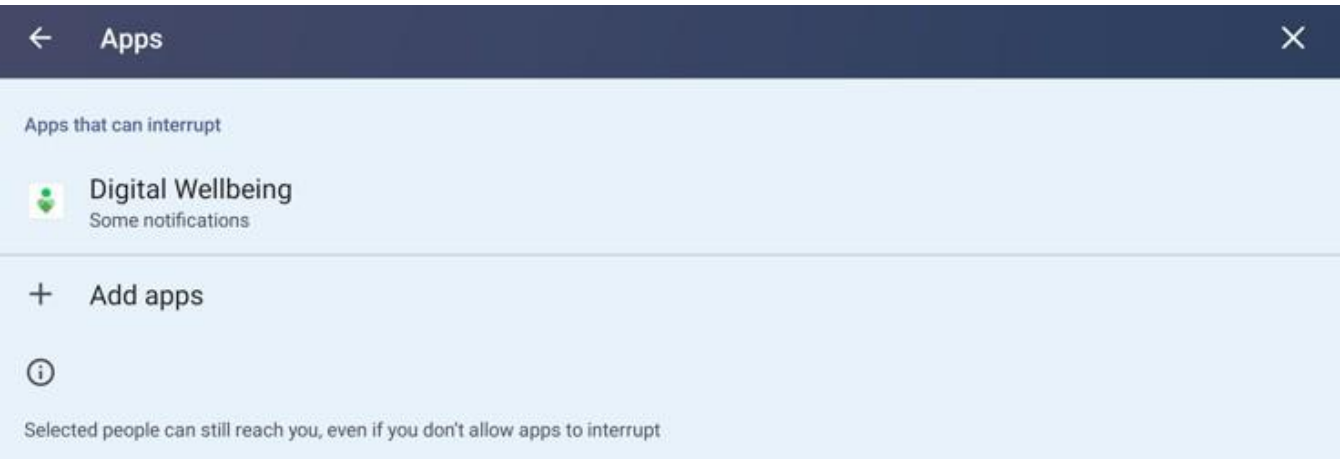 Apps
Apps that can interrupt
Digital Wellbeing
Some notifications
Add apps
Selected people can still reach you, even if you don't allow apps to interrupt